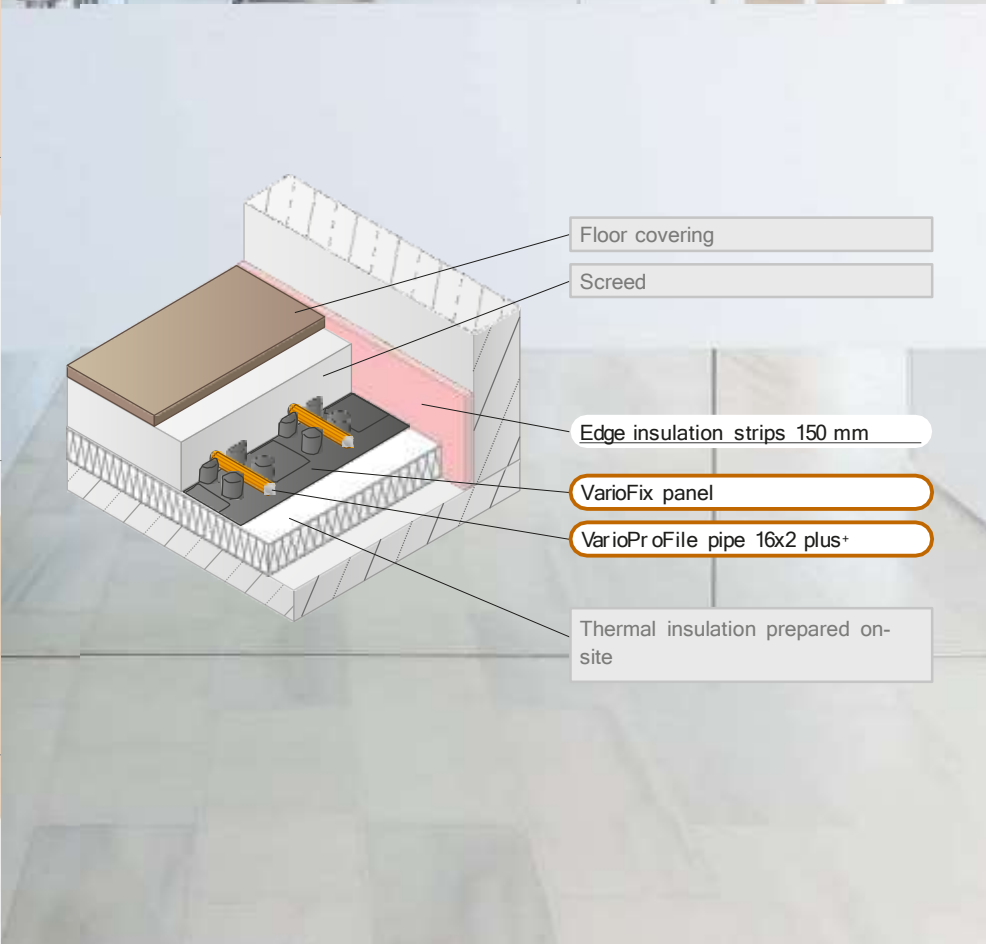 Floor covering
Screed
Edge insulation strips 150 mm
VarioFix panel
VarioProFile pipe 16x2 plus+
Thermal insulation prepared on-
site